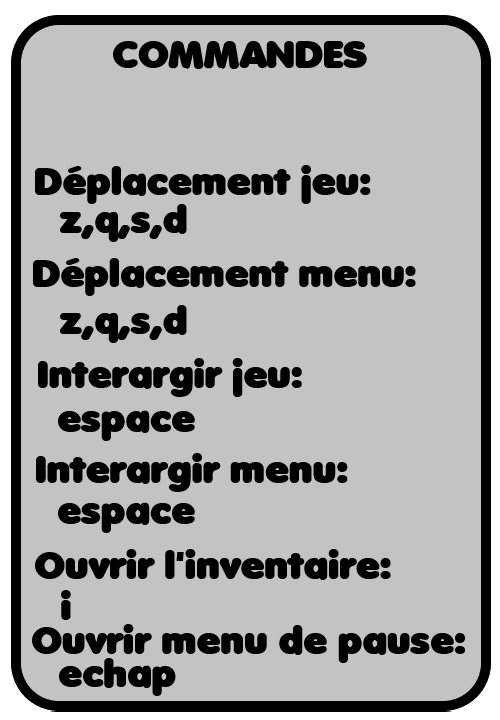 COMMANDES
Déplacement jeu:
z,q,s,d
Déplacement menu:
z,q,s,d
Interargir jeu:
espace
Interargir menu:
espace
Ouvrir l'inventaire:
i
Ouvrir menu de pause:
echap